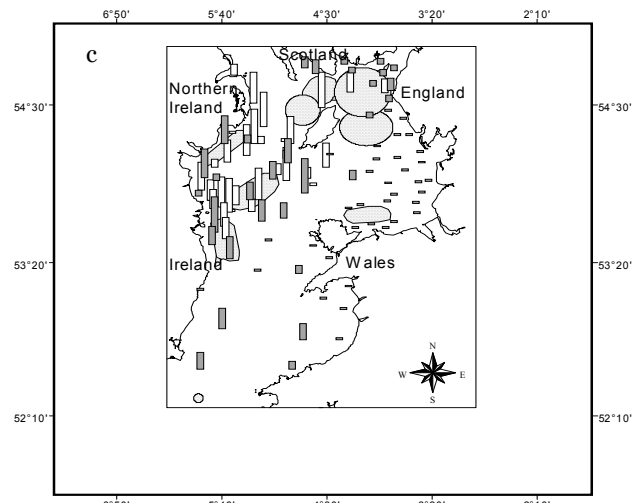 6°50' 5°40' 4°30' 3°20' 2°10'
c
Scotland
Northern
Ireland
England
54°30' 54°30'
53°20' 53°20'
Ireland
Wales
N
W E
S
52°10' 52°10'